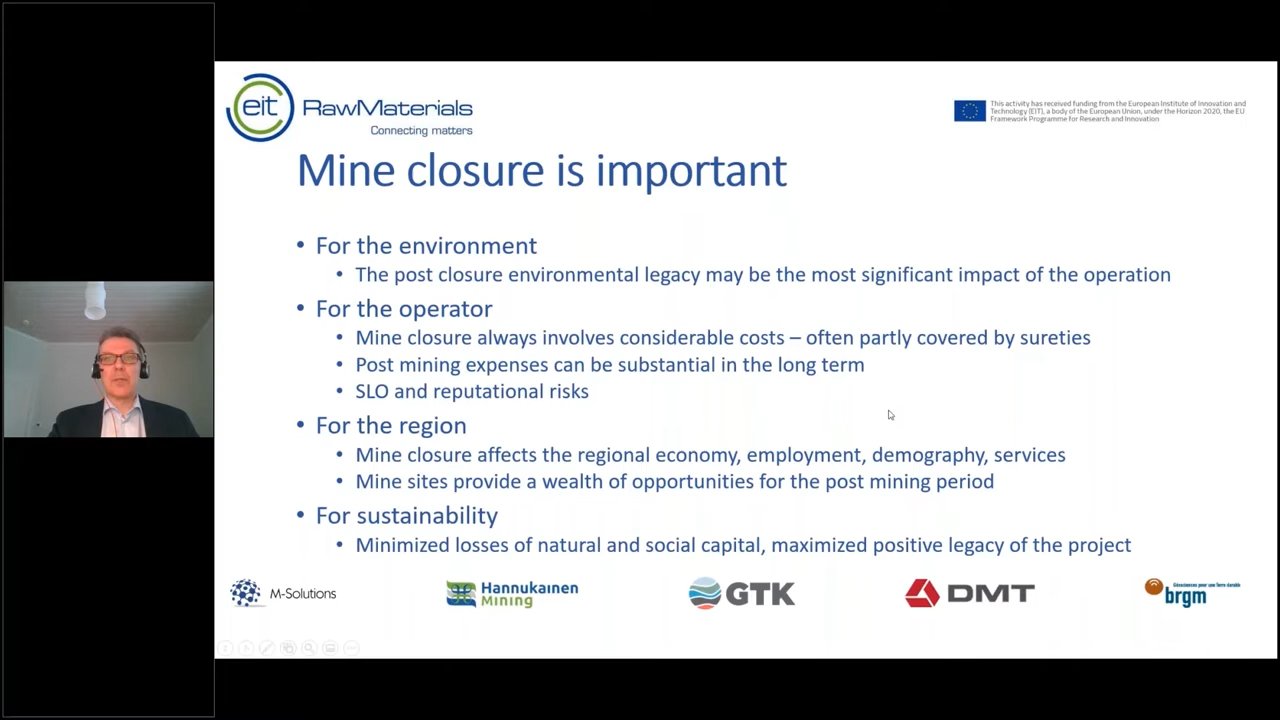 eit RawMaterials
Connecting matters
This activity has received funding from the European Institute of Innovation and
Technology (EIT), a body of the European Union, under the Horizon 2020, the EU
Framework Programme for Research and Innovation
Mine closure is important
• For the environment
• The post closure environmental legacy may be the most significant impact of the operation
• For the operator
• Mine closure always involves considerable costs – often partly covered by sureties
• Post mining expenses can be substantial in the long term
• SLO and reputational risks
• For the region
• Mine closure affects the regional economy, employment, demography, services
• Mine sites provide a wealth of opportunities for the post mining period
• For sustainability
• Minimized losses of natural and social capital, maximized positive legacy of the project
M-Solutions
Hannukainen
Mining
GTK
DMT
Géosciences pour une Terre durable
brgm